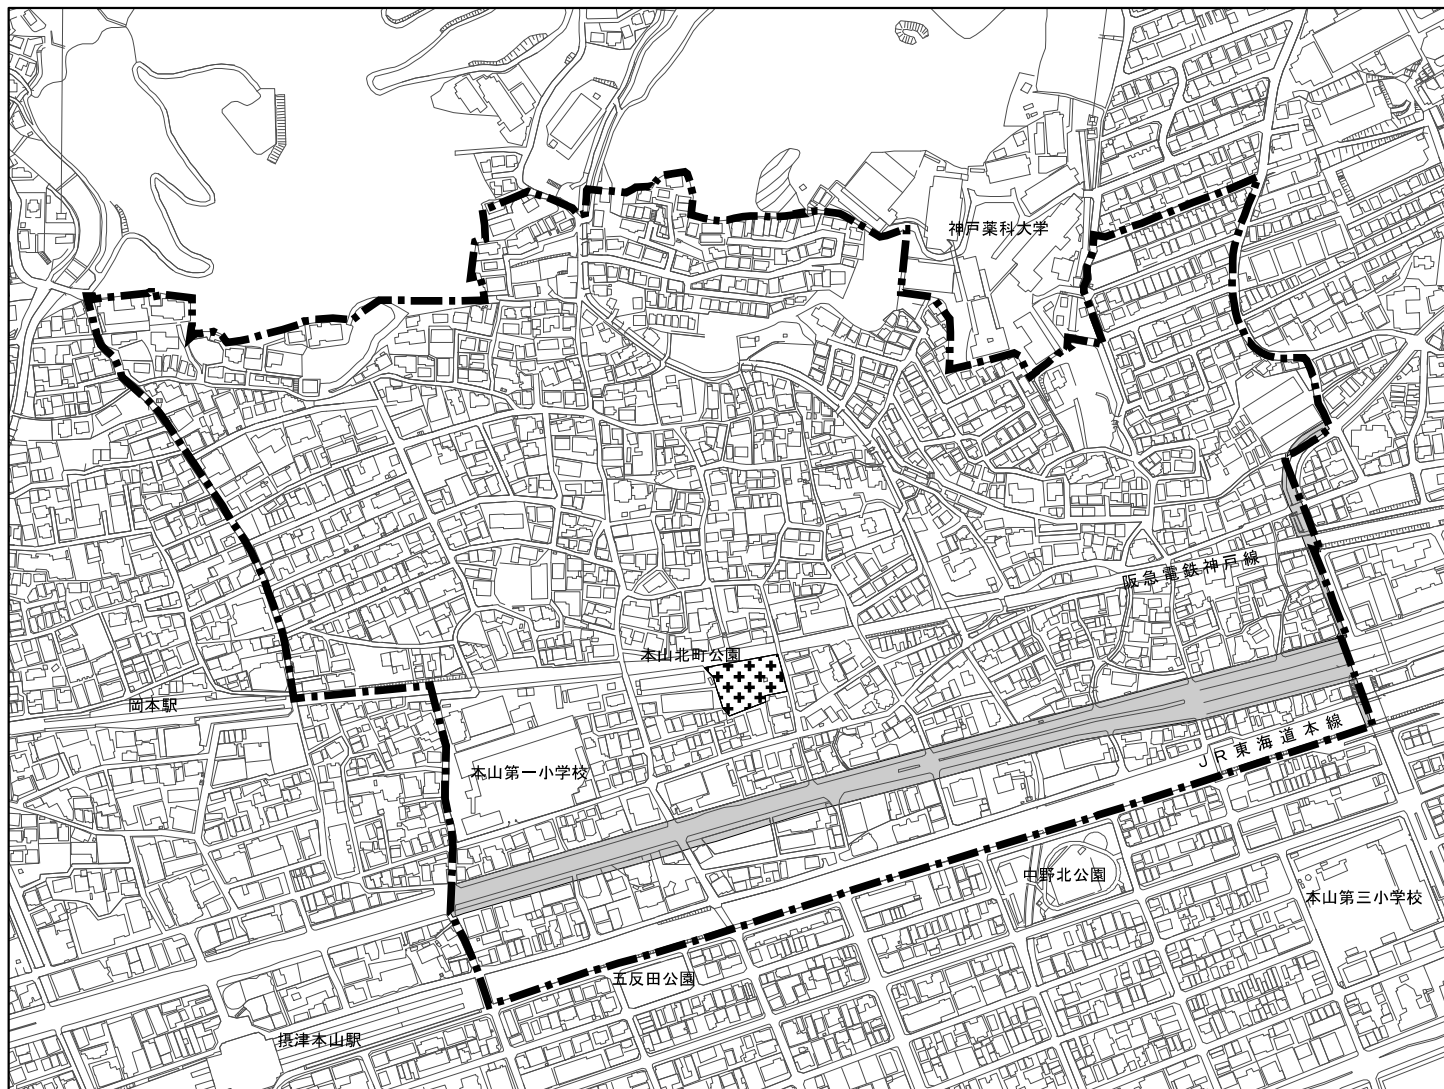 神戸薬科大学
阪急電鉄神戸線
本山北町公園
岡本駅
JR東海道本線
本山第一小学校
中野北公園
本山第三小学校
五反田公園
摂津本山駅